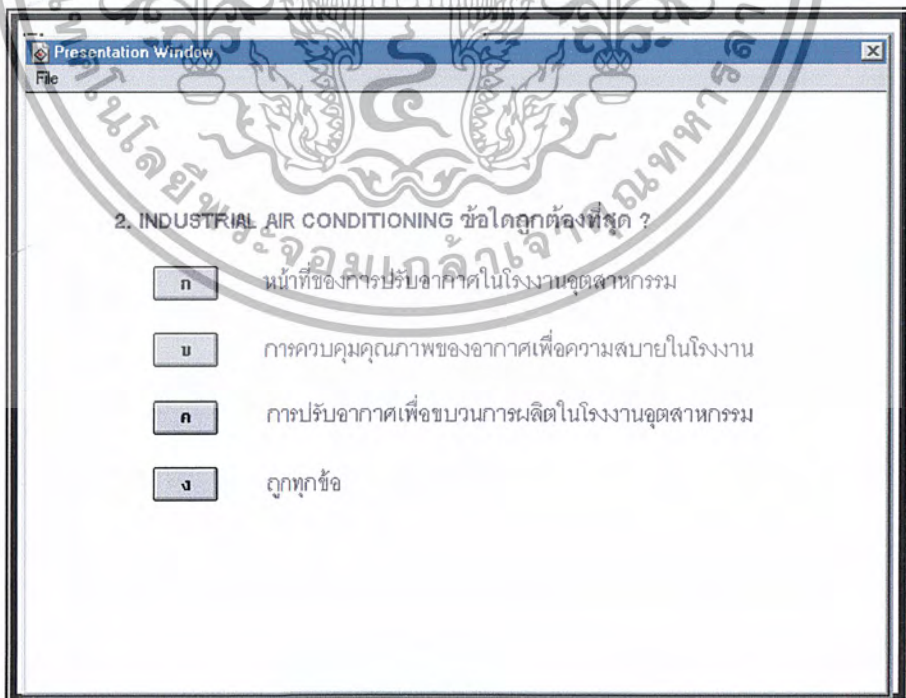 Presentation Window
File
2. INDUSTRIAL AIR CONDITIONING ข้อใดถูกต้องที่สุด ?
ก หน้าที่ของการปรับอากาศในโรงงานอุตสาหกรรม
ข การควบคุมคุณภาพของอากาศเพื่อความสบายในโรงงาน
ค การปรับอากาศเพื่อขบวนการผลิตในโรงงานอุตสาหกรรม
ง ถูกทุกข้อ